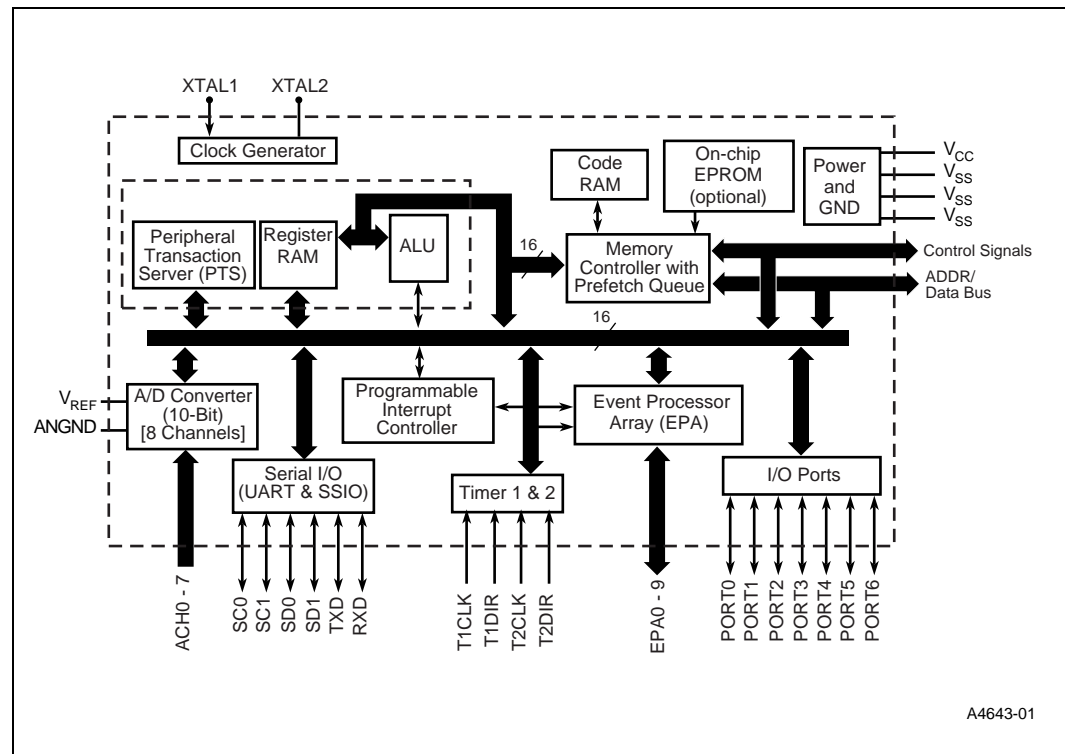 XTAL1
XTAL2
Clock Generator
Code
RAM
On-chip
EPROM
(optional)
Power
and
GND
VCC
VSS
VSS
VSS
Peripheral
Transaction
Server (PTS)
Register
RAM
ALU
16
Memory
Controller with
Prefetch Queue
Control Signals
ADDR/
Data Bus
16
VREF
ANGND
A/D Converter
(10-Bit)
[8 Channels]
Programmable
Interrupt
Controller
Event Processor
Array (EPA)
Serial I/O
(UART & SSIO)
Timer 1 & 2
I/O Ports
ACH0 - 7
SC0
SC1
SD0
SD1
TXD
RXD
T1CLK
T1DIR
T2CLK
T2DIR
EPA0 - 9
PORT0
PORT1
PORT2
PORT3
PORT4
PORT5
PORT6
A4643-01